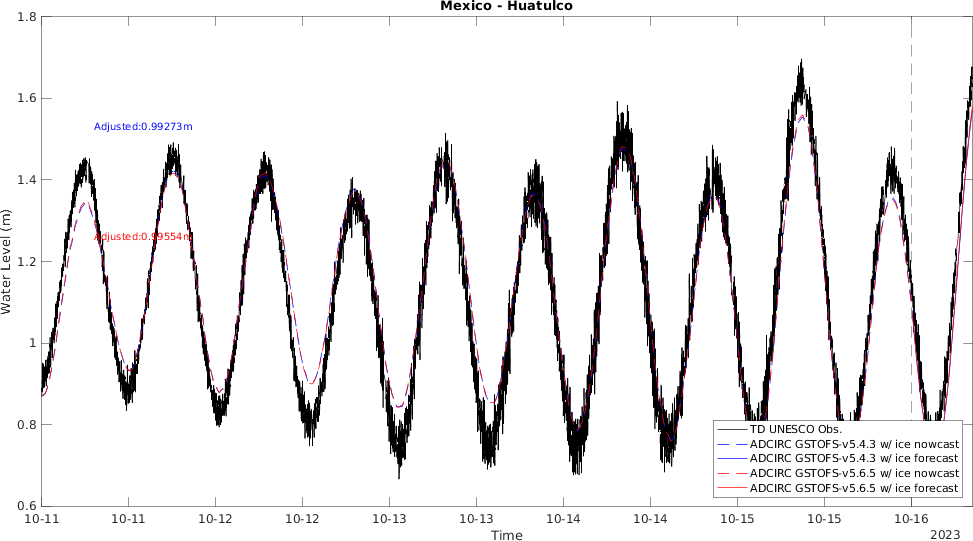 Mexico - Huatulco
1.8
1.6
1.4
1.2
1
0.8
0.6
Water Level (m)
Adjusted:0.99273m
Adjusted:0.99554m
TD UNESCO Obs.
ADCIRC GSTOFS-v5.4.3 w/ ice nowcast
ADCIRC GSTOFS-v5.4.3 w/ ice forecast
ADCIRC GSTOFS-v5.6.5 w/ ice nowcast
ADCIRC GSTOFS-v5.6.5 w/ ice forecast
10-11 10-11 10-12 10-12 10-13 10-13 10-14 10-14 10-15 10-15 10-16
Time
2023